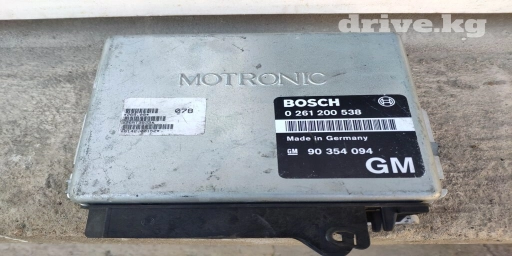 drive.kg
MOTRONIC
078
BOSCH
0 261 200 538
Made in Germany
GM 90 354 094
GM